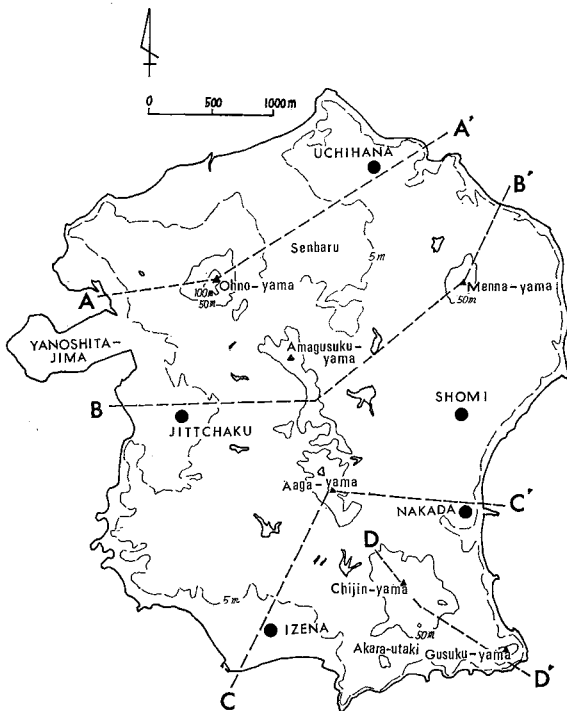 0 500 1000m
A'
UCHIHANA
B'
Senbaru
5m
Ohno-yama
100m
50m
A
Menna-yama
50m
YANOSHITA-
JIMA
Amagusuku-
yama
B
SHOMI
JITTCHAKU
Aaga-yama
C'
NAKADA
D
Chijin-yama
5m
IZENA
50m
Akara-utaki
Gusuku-yama
C
D'